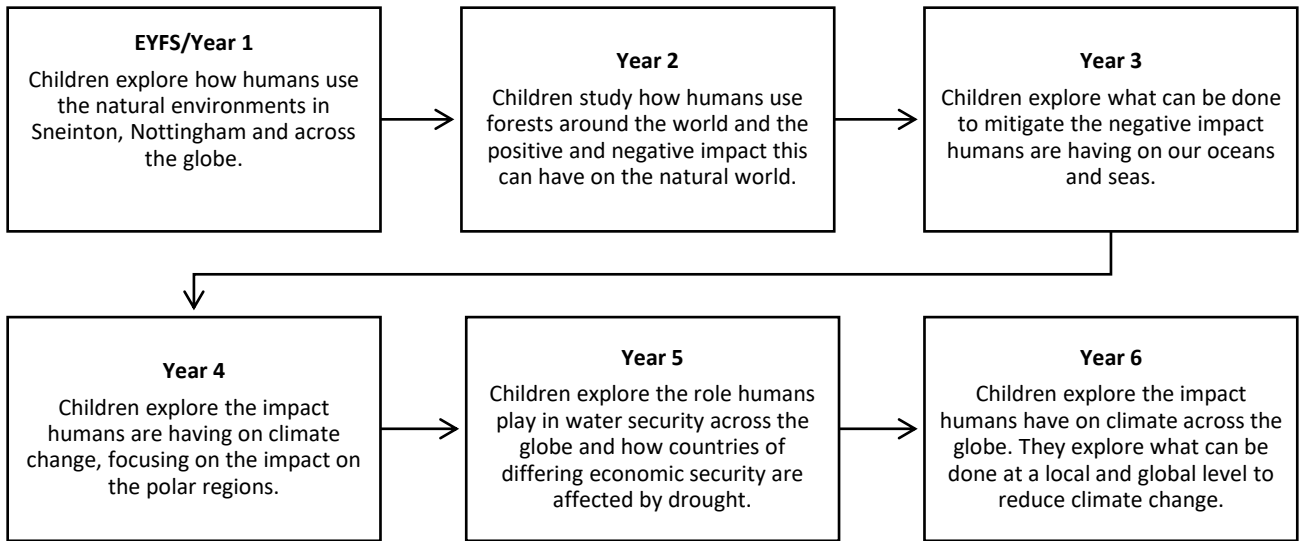 EYFS/Year 1
Children explore how humans use
the natural environments in
Sneinton, Nottingham and across
the globe.
Year 2
Children study how humans use
forests around the world and the
positive and negative impact this
can have on the natural world.
Year 3
Children explore what can be done
to mitigate the negative impact
humans are having on our oceans
and seas.
Year 4
Children explore the impact
humans are having on climate
change, focusing on the impact on
the polar regions.
Year 5
Children explore the role humans
play in water security across the
globe and how countries of
differing economic security are
affected by drought.
Year 6
Children explore the impact
humans have on climate across the
globe. They explore what can be
done at a local and global level to
reduce climate change.